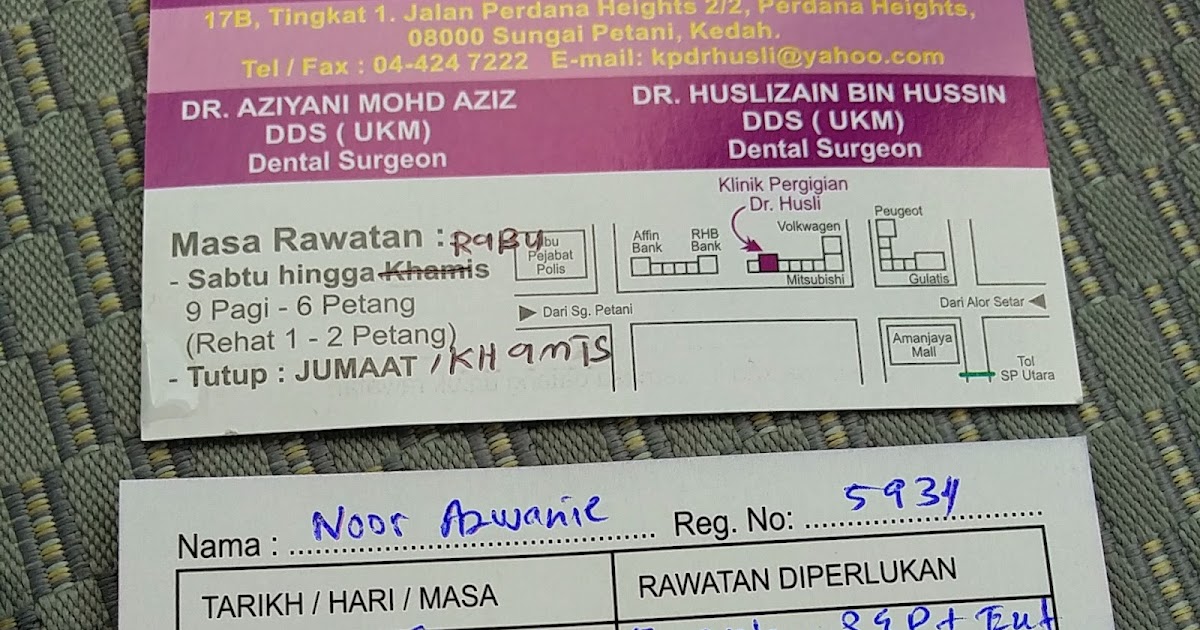 17B, Tingkat 1. Jalan Perdana Heights 2/2, Perdana Heights,
08000 Sungai Petani, Kedah.
Tel / Fax : 04-424 7222 E-mail: kpdrhusli@yahoo.com
DR. AZIYANI MOHD AZIZ
DDS ( UKM)
Dental Surgeon
DR. HUSLIZAIN BIN HUSSIN
DDS ( UKM)
Dental Surgeon
Masa Rawatan : RABU
- Sabtu hingga Khamis
9 Pagi - 6 Petang
(Rehat 1 - 2 Petang)
- Tutup : JUMAAT / KHAMIS
Pejabat
Polis
Affin
Bank
RHB
Bank
Klinik Pergigian
Dr. Husli
Volkwagen
Mitsubishi
Peugeot
Gulatis
Dari Sg. Petani
Dari Alor Setar
Amanjaya
Mall
Tol
SP Utara
Nama : Noor Azwanie Reg. No: 5934
TARIKH / HARI / MASA
RAWATAN DIPERLUKAN